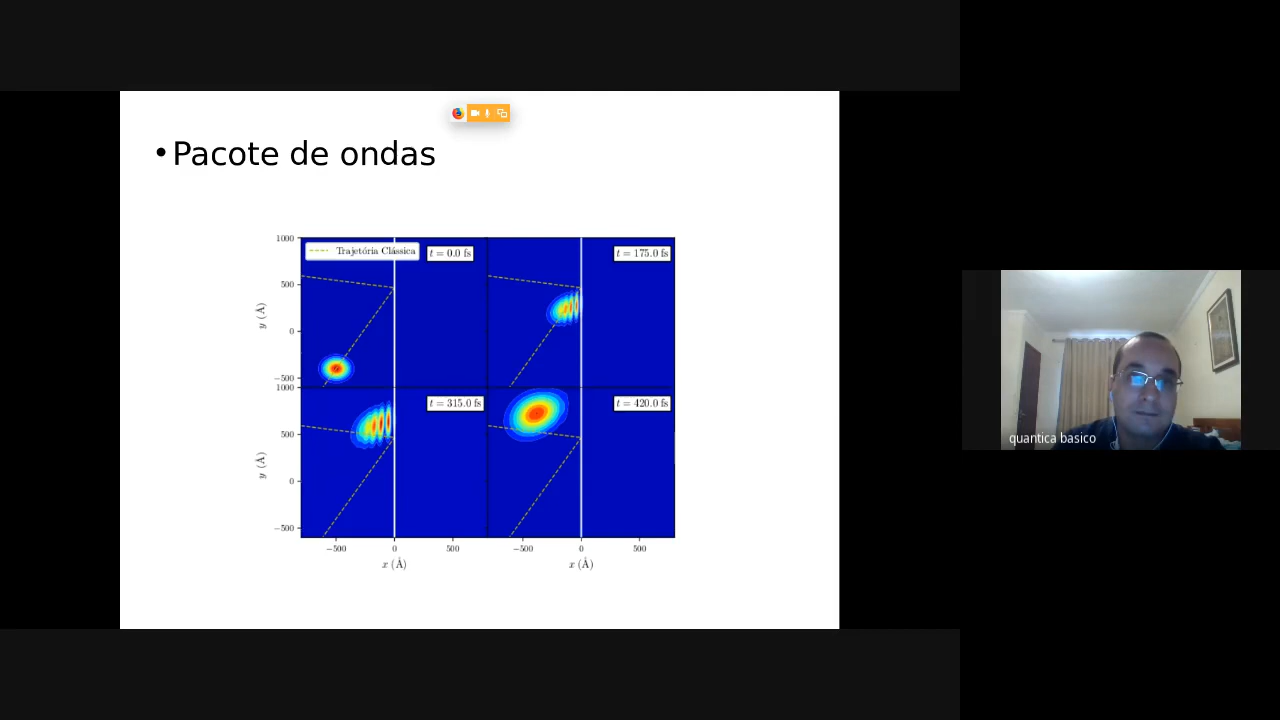 •Pacote de ondas
Trajetória Clássica
t = 0.0 fs
t = 175.0 fs
1000
500
0
−500
y (Å)
t = 315.0 fs
t = 420.0 fs
1000
500
0
−500
y (Å)
−500 0 500
−500 0 500
x (Å)
x (Å)
quantica basico